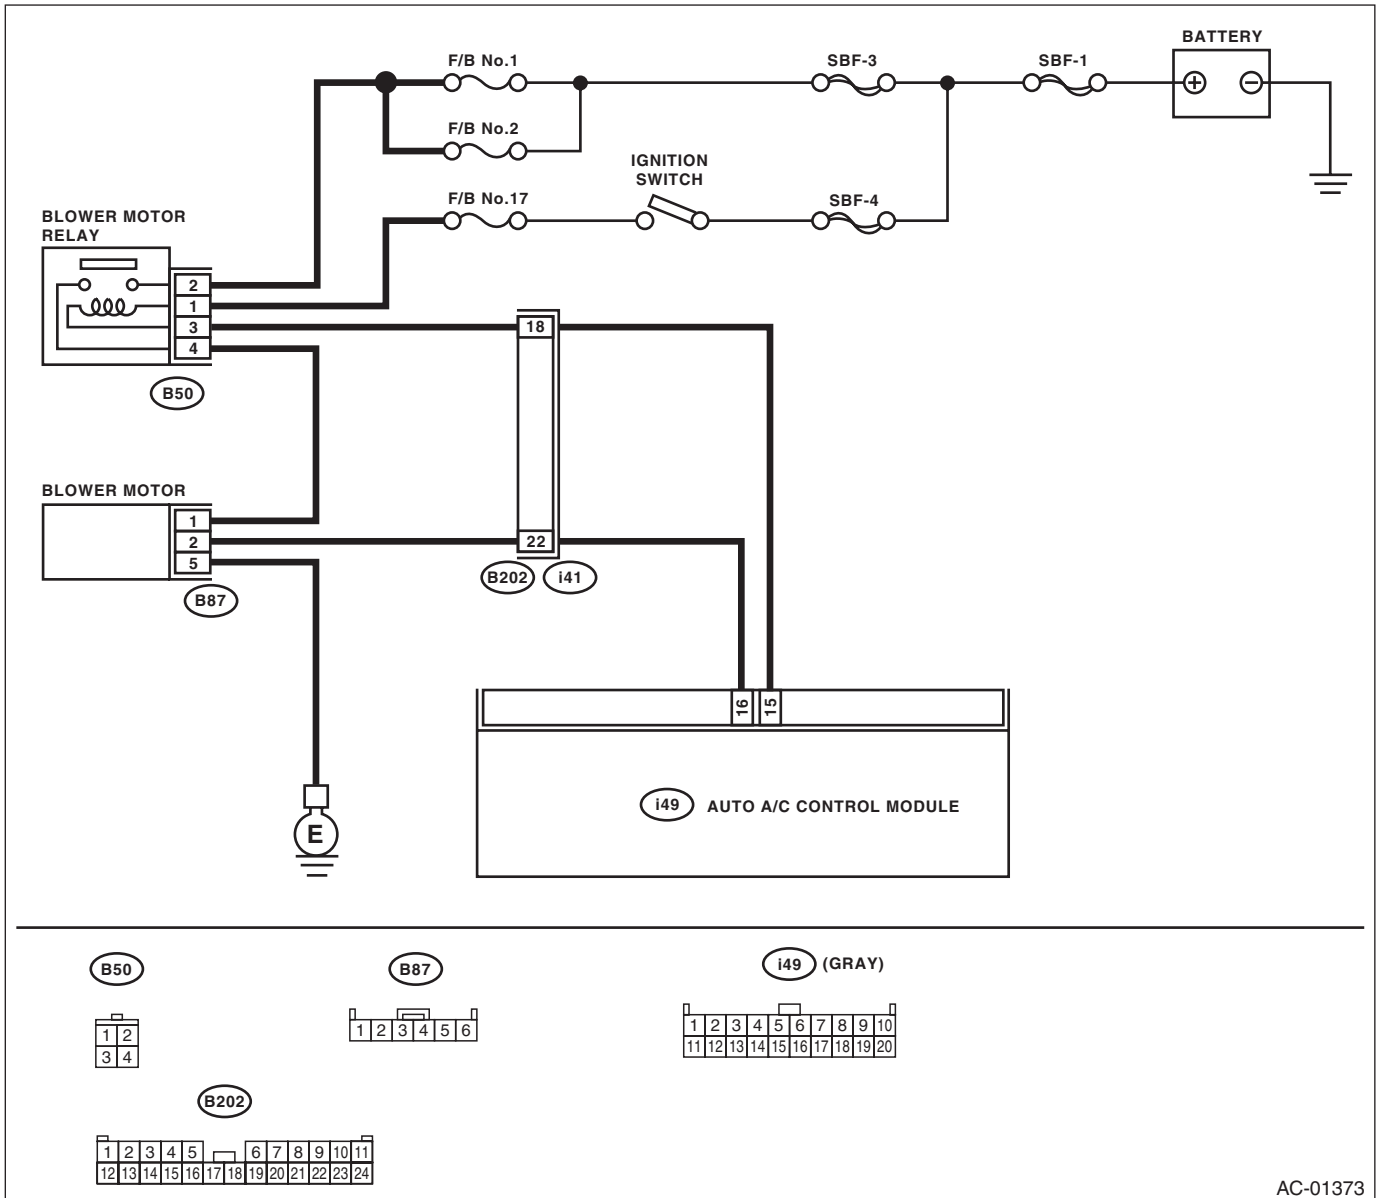 BATTERY
F/B No.1
SBF-3
SBF-1
+
−
F/B No.2
IGNITION
SWITCH
F/B No.17
SBF-4
BLOWER MOTOR
RELAY
2
1
3
4
18
B50
BLOWER MOTOR
1
2
5
22
B202
i41
B87
16
15
E
i49
AUTO A/C CONTROL MODULE
B50
B87
i49 (GRAY)
1 2
3 4
1 2 3 4 5 6
1 2 3 4 5 6 7 8 9 10
11 12 13 14 15 16 17 18 19 20
B202
1 2 3 4 5 6 7 8 9 10 11
12 13 14 15 16 17 18 19 20 21 22 23 24
AC-01373